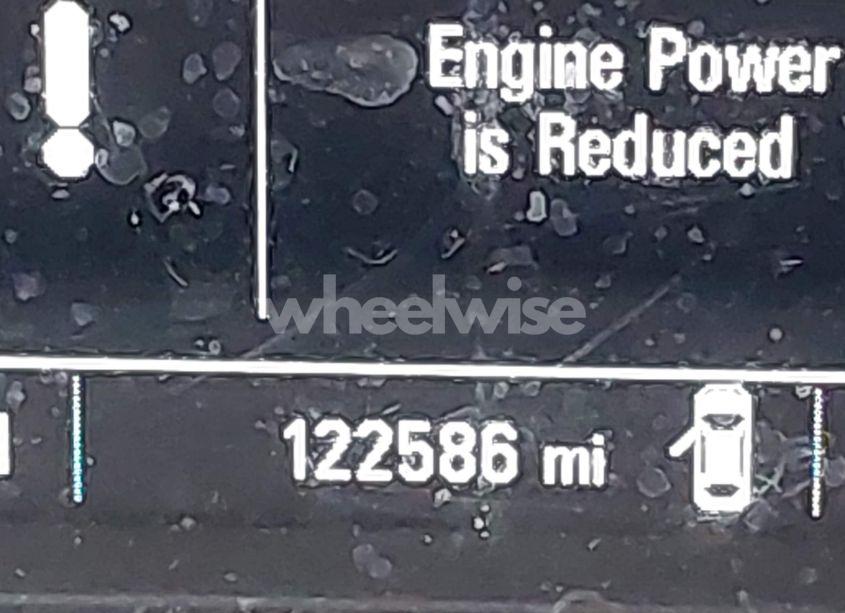 Engine Power
is Reduced
wheelwise
122586 mi